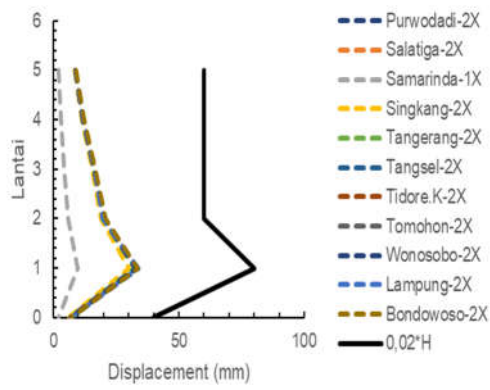 6
5
4
3
2
1
0
Lantai
0
50
100
Displacement (mm)
Purwodadi-2X
Salatiga-2X
Samarinda-1X
Singkang-2X
Tangerang-2X
Tangsel-2X
Tidore.K-2X
Tomohon-2X
Wonosobo-2X
Lampung-2X
Bondowoso-2X
0,02*H